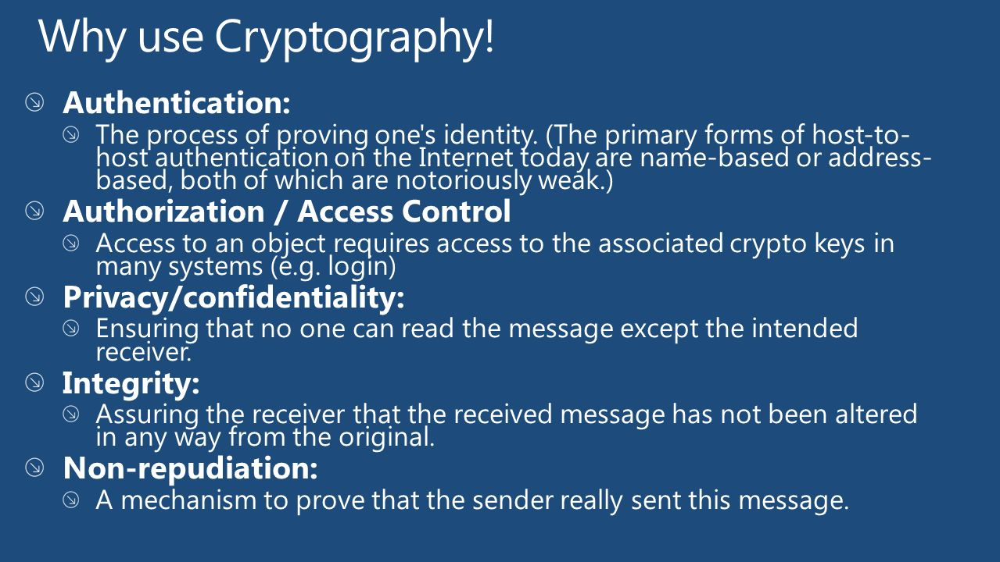 Why use Cryptography!
Authentication:
The process of proving one's identity. (The primary forms of host-to-
host authentication on the Internet today are name-based or address-
based, both of which are notoriously weak.)
Authorization / Access Control
Access to an object requires access to the associated crypto keys in
many systems (e.g. login)
Privacy/confidentiality:
Ensuring that no one can read the message except the intended
receiver.
Integrity:
Assuring the receiver that the received message has not been altered
in any way from the original.
Non-repudiation:
A mechanism to prove that the sender really sent this message.